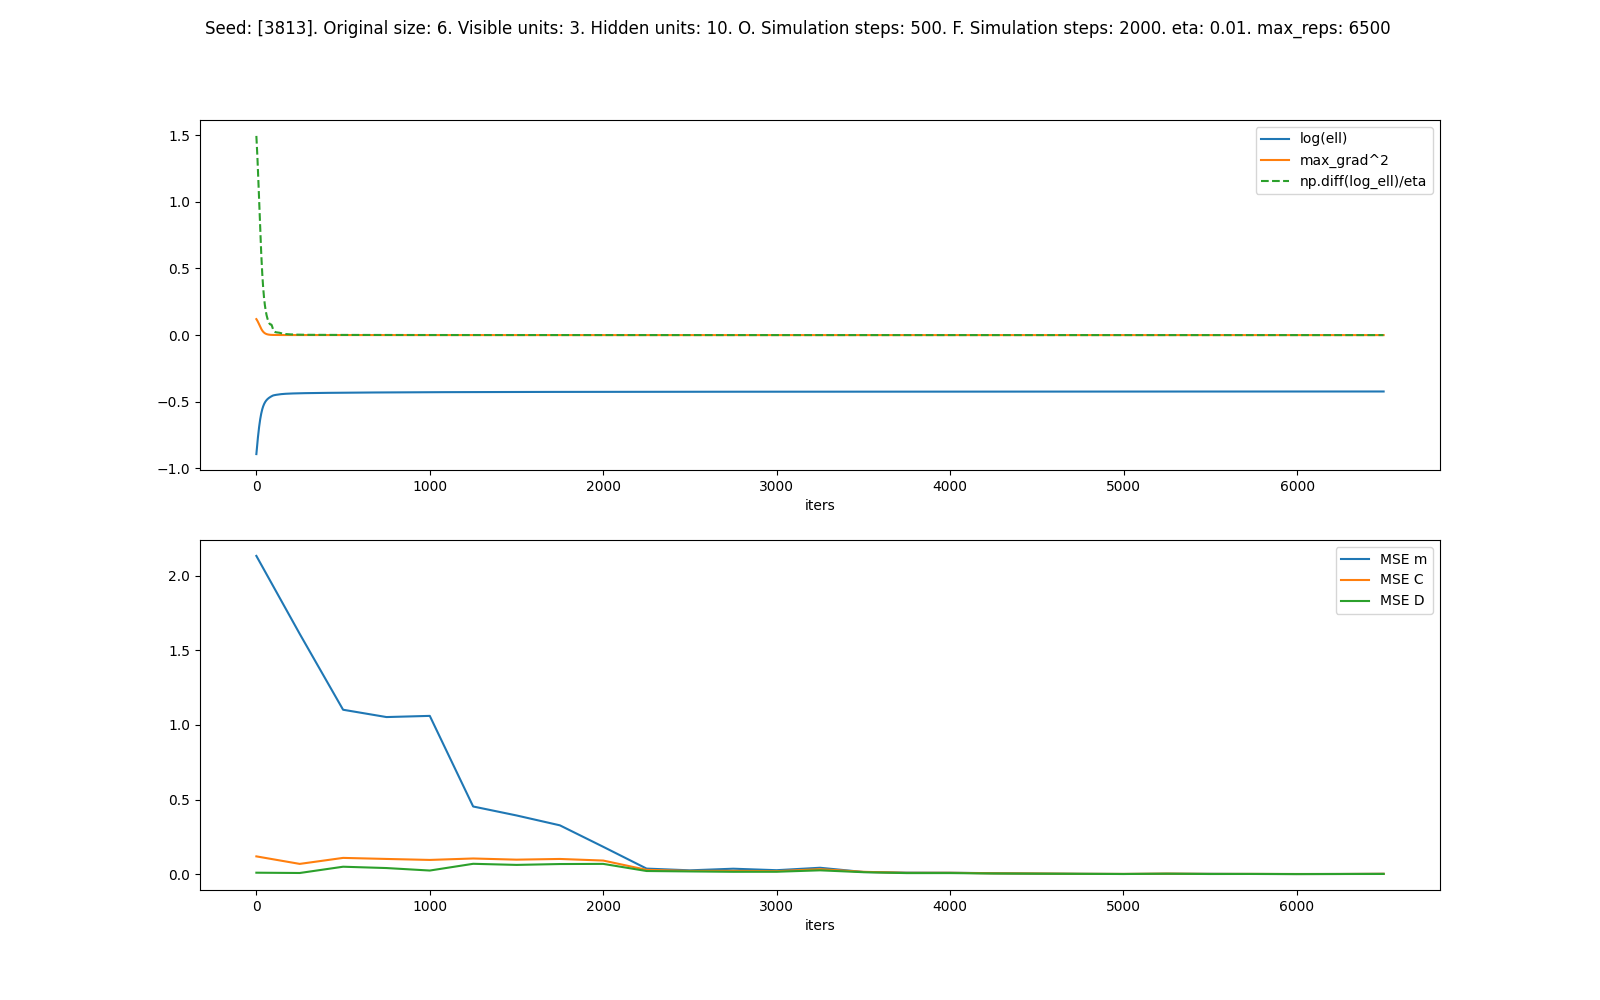 Seed: [3813]. Original size: 6. Visible units: 3. Hidden units: 10. O. Simulation steps: 500. F. Simulation steps: 2000. eta: 0.01. max_reps: 6500
1.5
1.0
0.5
0.0
−0.5
−1.0
log(ell)
max_grad^2
np.diff(log_ell)/eta
0 1000 2000 3000 4000 5000 6000
iters
2.0
1.5
1.0
0.5
0.0
MSE m
MSE C
MSE D
0 1000 2000 3000 4000 5000 6000
iters